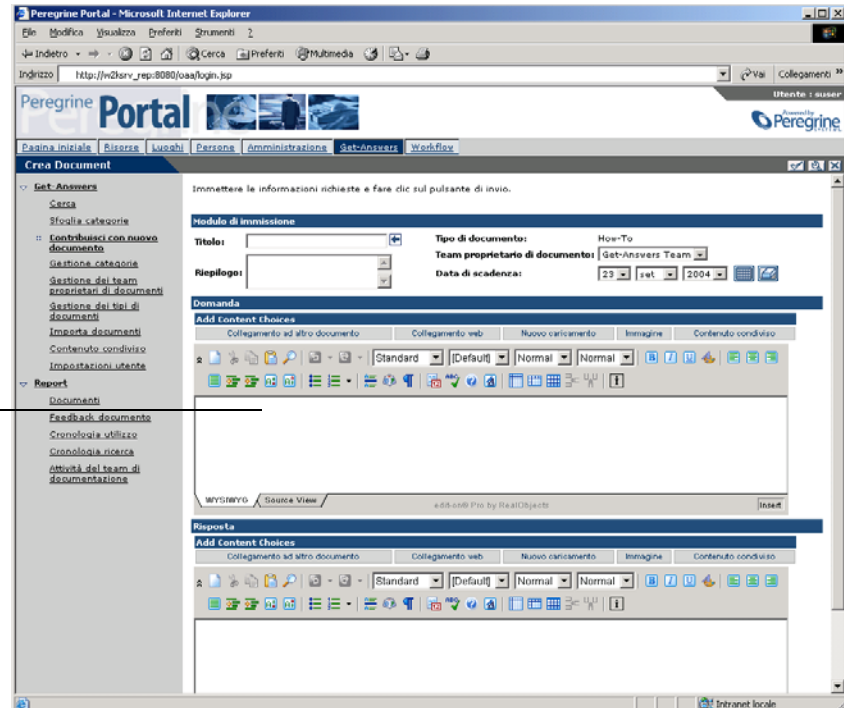 Peregrine Portal - Microsoft Internet Explorer
File Modifica Visualizza Preferiti Strumenti ?
Indietro Cerca Preferiti Multimedia
Indirizzo http://w2ksrv_rep:8080/oaa/login.jsp Vai Collegamenti »
Utente : suser
Peregrine Portal
Powered by
Peregrine
SYSTEMS
Pagina iniziale Risorse Luoghi Persone Amministrazione Get-Answers Workflow
Crea Document
Get-Answers
Cerca
Sfoglia categorie
Contribuisci con nuovo
documento
Gestione categorie
Gestione dei team
proprietari di documenti
Gestione dei tipi di
documenti
Importa documenti
Contenuto condiviso
Impostazioni utente
Report
Documenti
Feedback documento
Cronologia utilizzo
Cronologia ricerca
Attività del team di
documentazione
Immettere le informazioni richieste e fare clic sul pulsante di invio.
Modulo di immissione
Titolo: Tipo di documento: How-To
Team proprietario di documento: Get-Answers Team
Riepilogo: Data di scadenza: 23 set 2004
Domanda
Add Content Choices
Collegamento ad altro documento Collegamento web Nuovo caricamento Immagine Contenuto condiviso
Standard [Default] Normal Normal B I U
WYSIWYG Source View edit-on® Pro by RealObjects Insert
Risposta
Add Content Choices
Collegamento ad altro documento Collegamento web Nuovo caricamento Immagine Contenuto condiviso
Standard [Default] Normal Normal B I U
Intranet locale